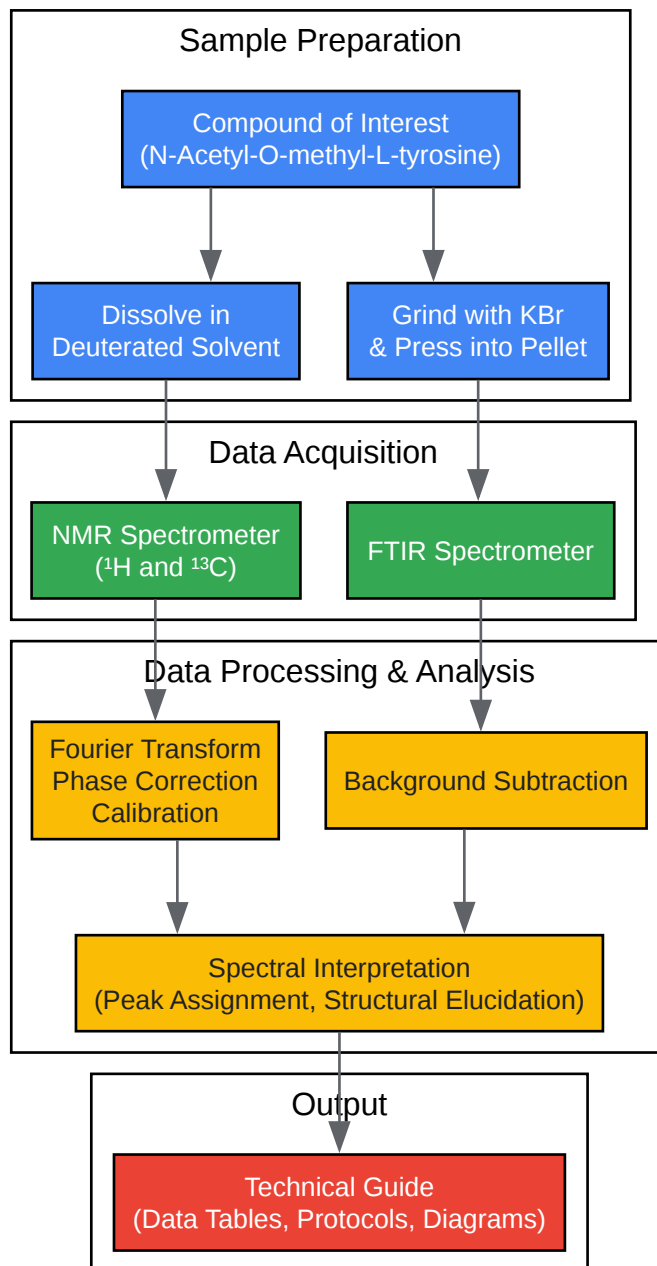 Sample Preparation
Compound of Interest
(N-Acetyl-O-methyl-L-tyrosine)
Dissolve in
Deuterated Solvent
Grind with KBr
& Press into Pellet
Data Acquisition
NMR Spectrometer
(¹H and ¹³C)
FTIR Spectrometer
Data Processing & Analysis
Fourier Transform
Phase Correction
Calibration
Background Subtraction
Spectral Interpretation
(Peak Assignment, Structural Elucidation)
Output
Technical Guide
(Data Tables, Protocols, Diagrams)